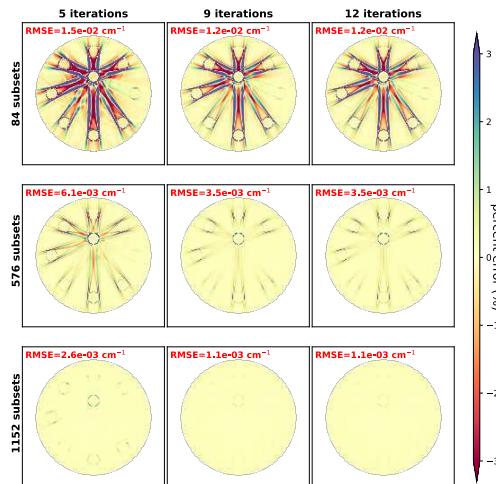 5 iterations 9 iterations 12 iterations
84 subsets
RMSE=1.5e-02 cm⁻¹ RMSE=1.2e-02 cm⁻¹ RMSE=1.2e-02 cm⁻¹
576 subsets
RMSE=6.1e-03 cm⁻¹ RMSE=3.5e-03 cm⁻¹ RMSE=3.5e-03 cm⁻¹
1152 subsets
RMSE=2.6e-03 cm⁻¹ RMSE=1.1e-03 cm⁻¹ RMSE=1.1e-03 cm⁻¹
3
2
1
0
−1
−2
−3
percent error (%)